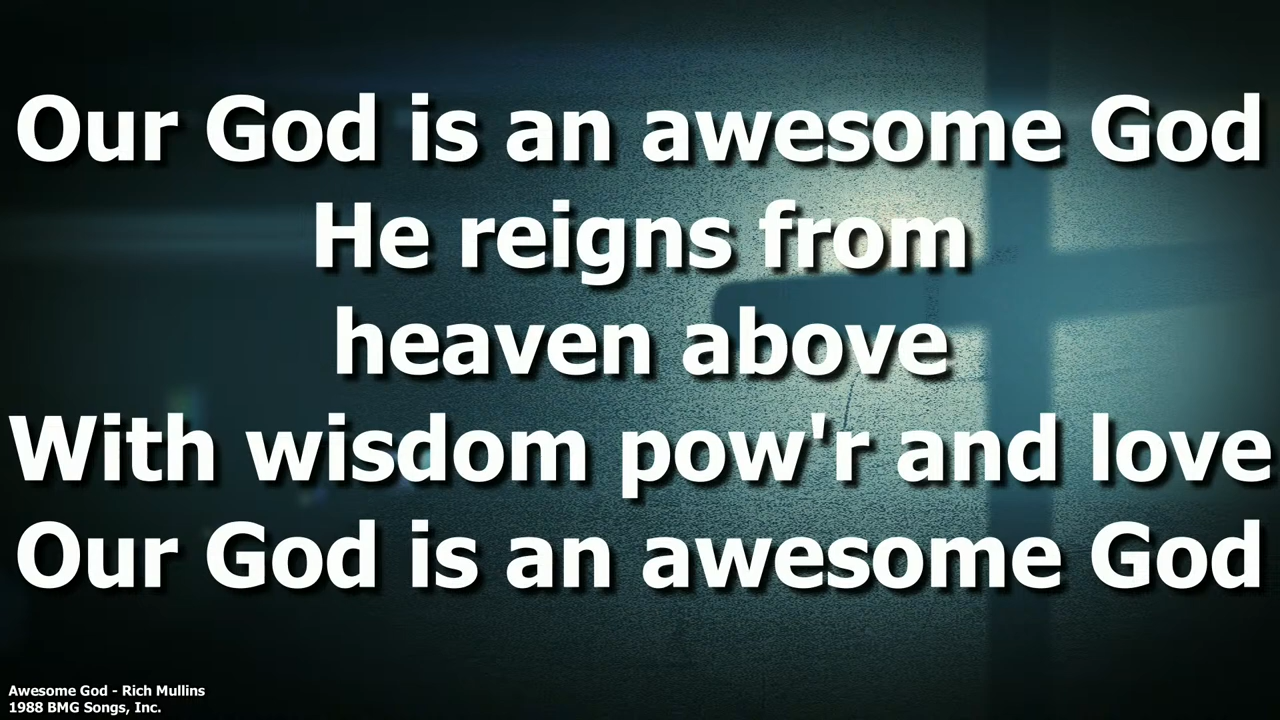 Our God is an awesome God
He reigns from
heaven above
With wisdom pow'r and love
Our God is an awesome God
Awesome God - Rich Mullins
1988 BMG Songs, Inc.